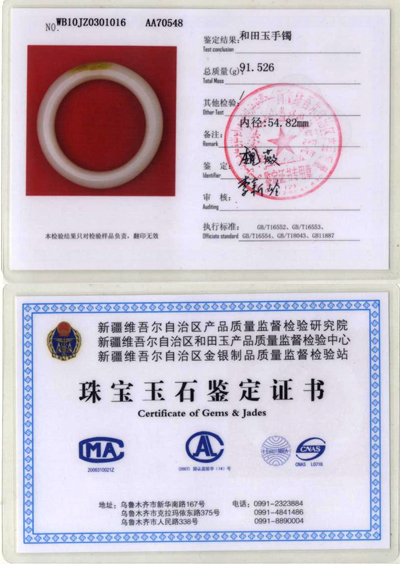 NO. WB10JZ0301016 AA70548
鉴定结果: 和田玉手镯
Test conclusion
总质量(g): 91.526
Total Mass
其他检验:
Other Test
内径:54.82mm
备注:
Remark
鉴 定:
Identify
审 核:
Auditing
执行标准: GB/T16552、GB/T16553、
Officiate standard GB/T16554、GB/T18043、GB11887
本检验结果只对检验样品负责,翻印无效
新疆维吾尔自治区产品质量监督检验研究院
新疆维吾尔自治区和田玉产品质量监督检验中心
新疆维吾尔自治区金银制品质量监督检验站
珠宝玉石鉴定证书
Certificate of Gems & Jades
MA
AL
CNAS
CNAS L0716
地址:乌鲁木齐市新华南路167号 电话:0991-2323884
乌鲁木齐市克拉玛依东路375号 0991-4841486
乌鲁木齐市人民路338号 0991-8890004